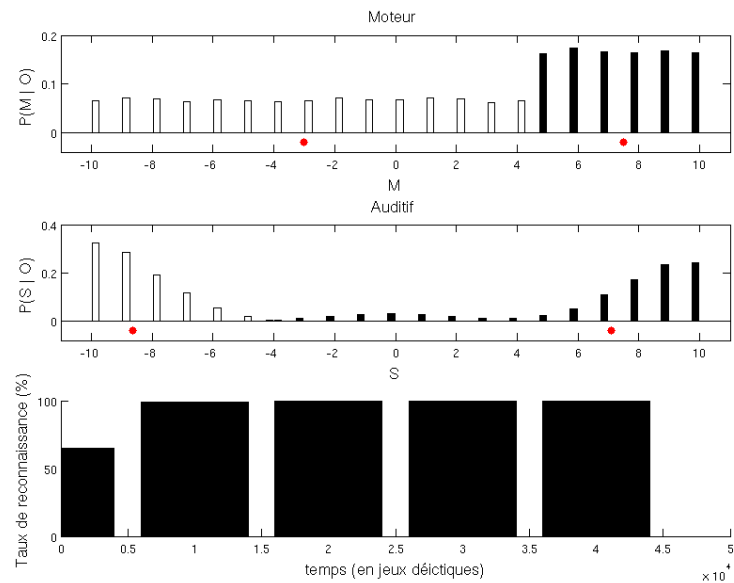 Moteur
0.2
0.1
0
P(M | O)
-10 -8 -6 -4 -2 0 2 4 6 8 10
M
Auditif
0.4
0.2
0
P(S | O)
-10 -8 -6 -4 -2 0 2 4 6 8 10
S
100
50
0
Taux de reconnaissance (%)
0 0.5 1 1.5 2 2.5 3 3.5 4 4.5 5
temps (en jeux déictiques)
× 10⁴